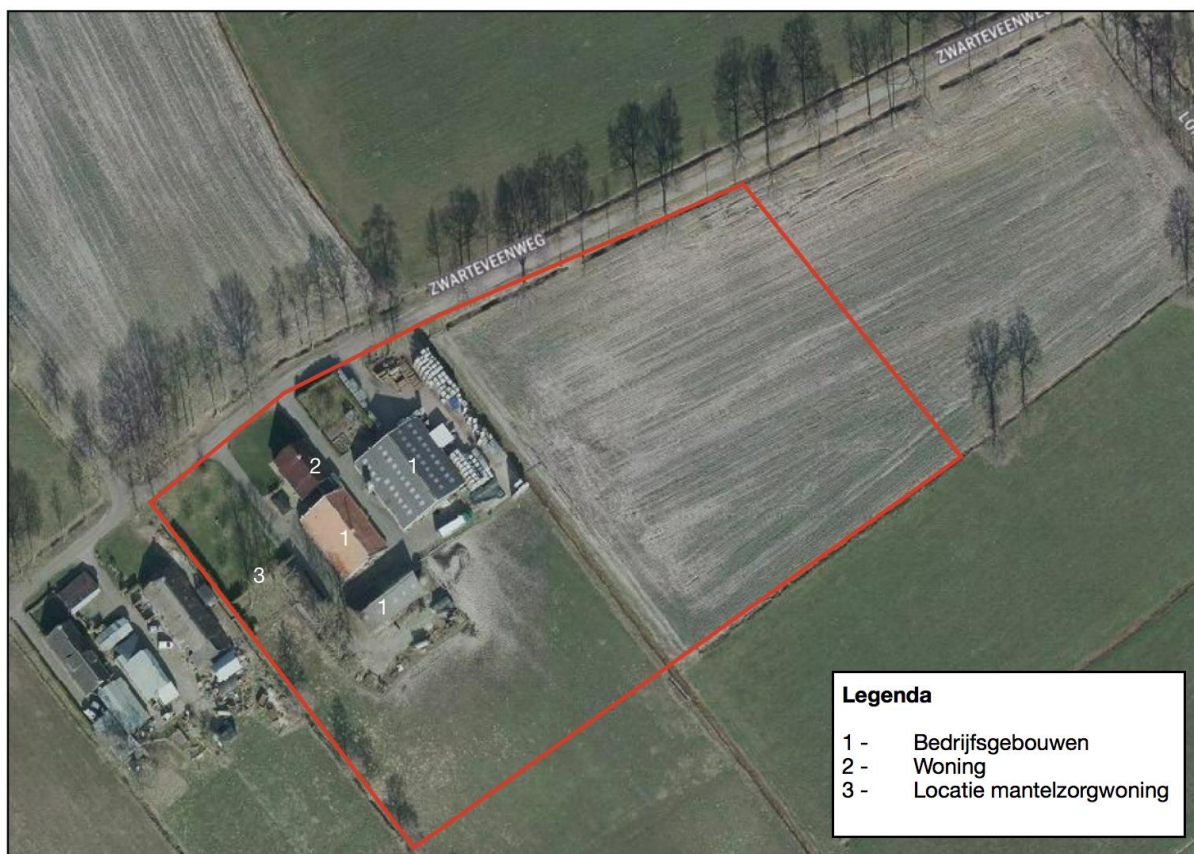 ZWARTEVEENWEG
ZWARTEVEENWEG
2
1
1
3
1
Legenda
1 - Bedrijfsgebouwen
2 - Woning
3 - Locatie mantelzorgwoning